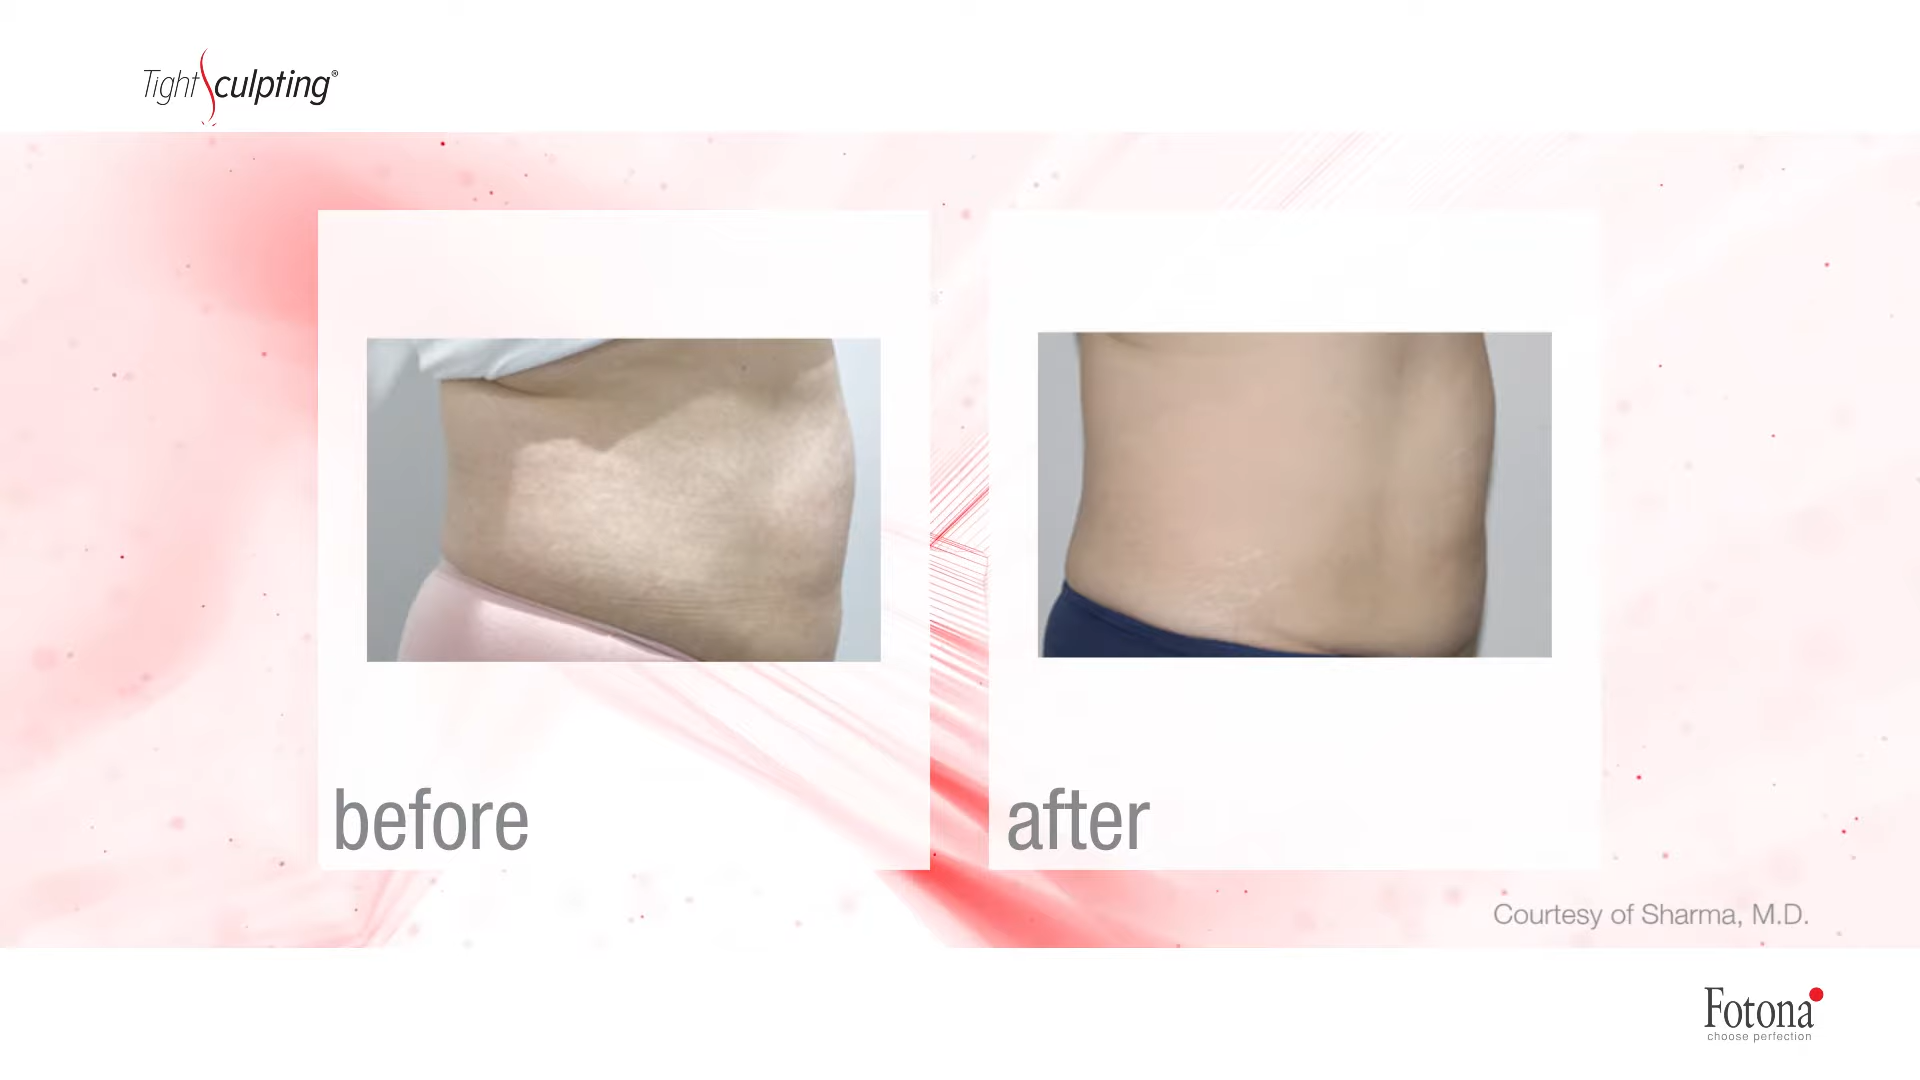 TightSculpting®
before
after
Courtesy of Sharma, M.D.
Fotona
choose perfection